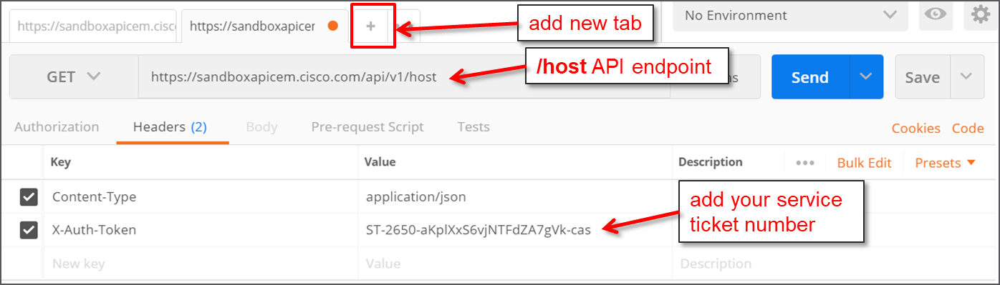 https://sandboxapicem.cisco
https://sandboxapicem
+
add new tab
No Environment
GET
https://sandboxapicem.cisco.com/api/v1/host
/host API endpoint
Send
Save
Authorization
Headers (2)
Body
Pre-request Script
Tests
Cookies
Code
Key
Value
Description
•••
Bulk Edit
Presets
Content-Type
application/json
X-Auth-Token
ST-2650-aKplXxS6vjNTFdZA7gVk-cas
add your service
ticket number
New key
Value
Description